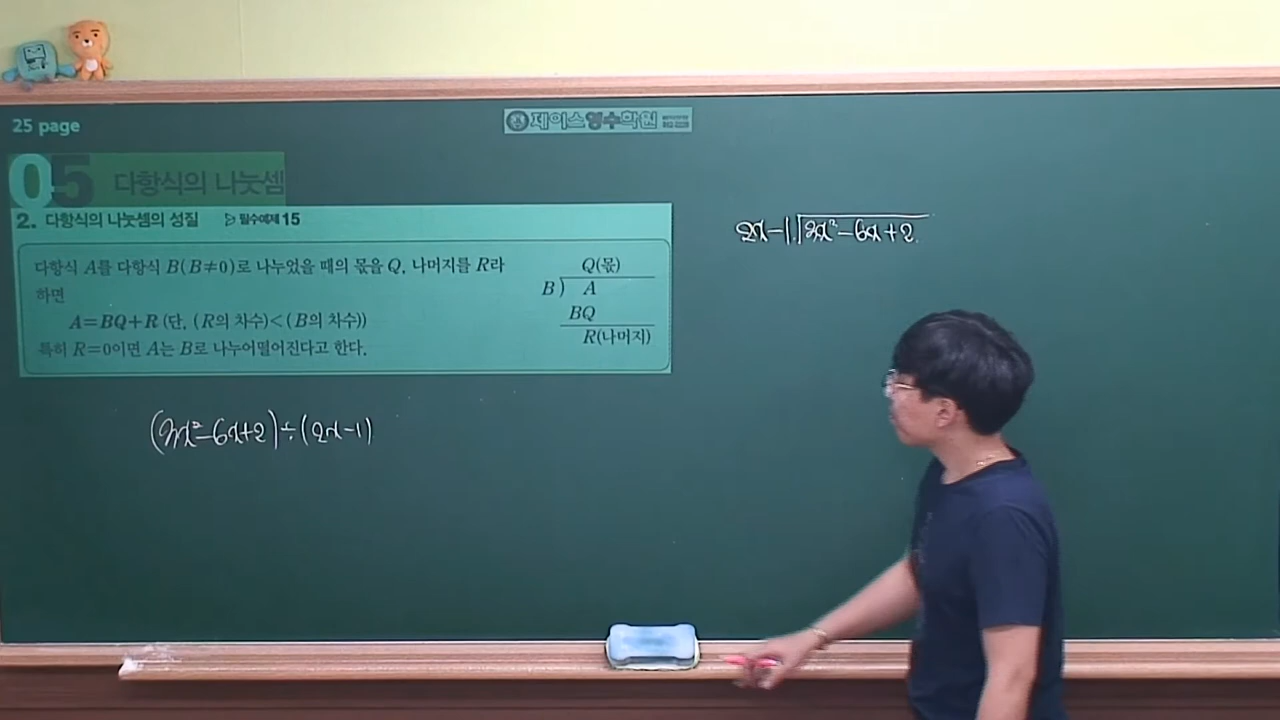 25 page
제이스영수학원
05 다항식의 나눗셈
2. 다항식의 나눗셈의 성질 ▷ 필수예제 15
다항식 A를 다항식 B(B≠0)로 나누었을 때의 몫을 Q, 나머지를 R라
하면
A=BQ+R (단, (R의 차수)<(B의 차수))
특히 R=0이면 A는 B로 나누어떨어진다고 한다.
Q(몫)
B) A
BQ
R(나머지)
(3x²-6x+2)÷(2x-1)
2x-1)3x²-6x+2